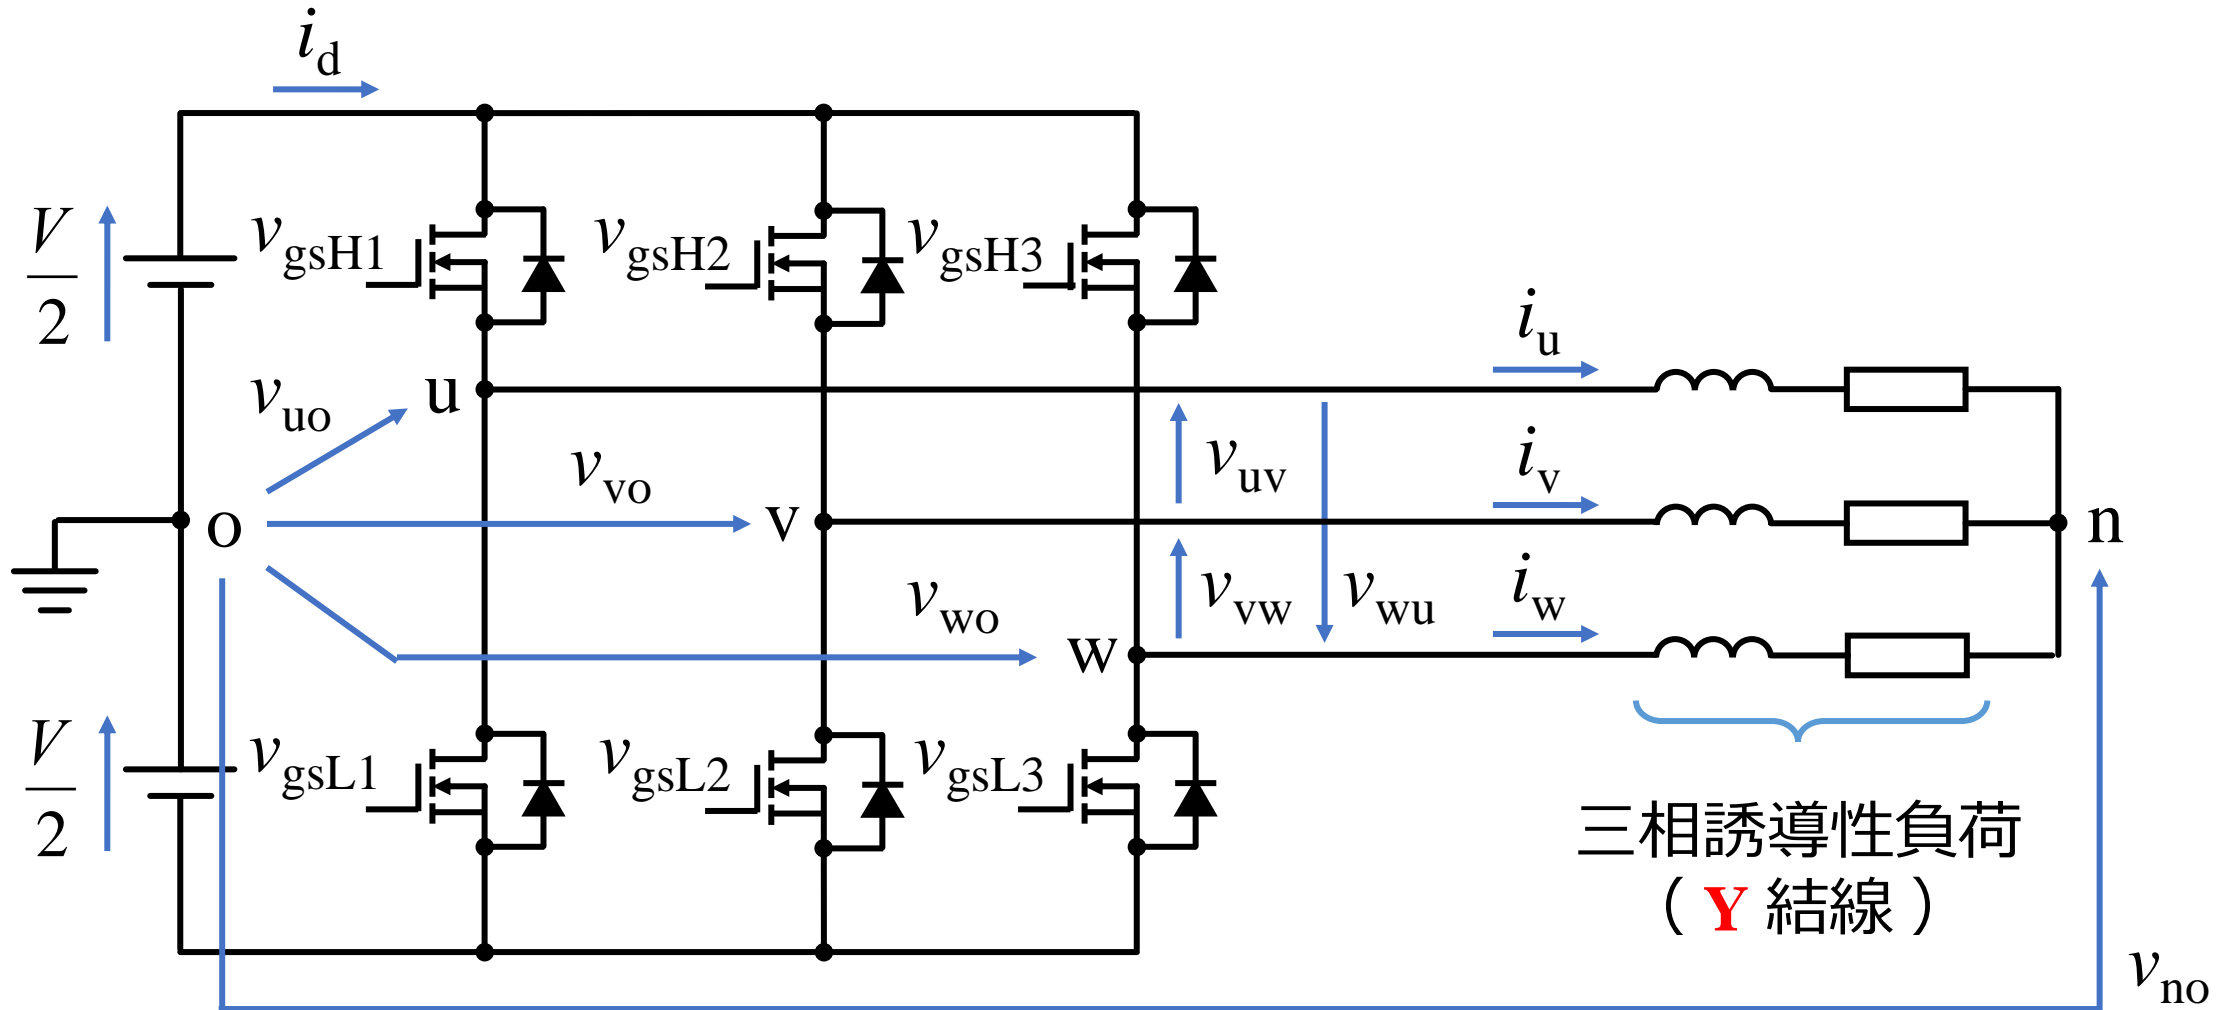 i_d
V/2
v_gsH1
v_gsH2
v_gsH3
i_u
v_uo
u
v_uv
i_v
v_vo
v
o
n
v_vw
v_wu
i_w
v_wo
w
V/2
v_gsL1
v_gsL2
v_gsL3
三相誘導性負荷
（Y結線）
v_no